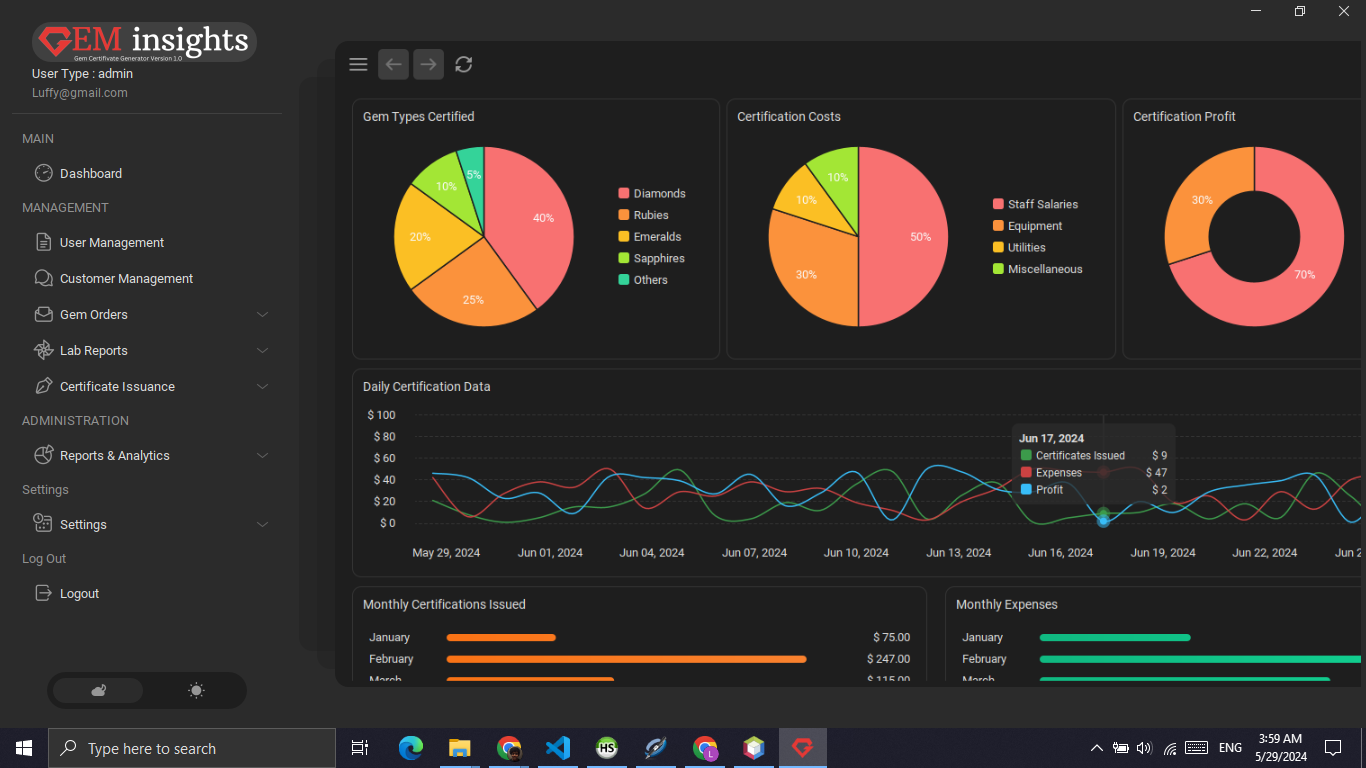 GEM insights
Gem Certifivate Generator Version 1.0
User Type : admin
Luffy@gmail.com
MAIN
Dashboard
MANAGEMENT
User Management
Customer Management
Gem Orders
Lab Reports
Certificate Issuance
ADMINISTRATION
Reports & Analytics
Settings
Settings
Log Out
Logout
Gem Types Certified
5%
10%
40%
20%
25%
Diamonds
Rubies
Emeralds
Sapphires
Others
Certification Costs
10%
10%
50%
30%
Staff Salaries
Equipment
Utilities
Miscellaneous
Certification Profit
30%
70%
Daily Certification Data
$ 100
$ 80
$ 60
$ 40
$ 20
$ 0
Jun 17, 2024
Certificates Issued $ 9
Expenses $ 47
Profit $ 2
May 29, 2024 Jun 01, 2024 Jun 04, 2024 Jun 07, 2024 Jun 10, 2024 Jun 13, 2024 Jun 16, 2024 Jun 19, 2024 Jun 22, 2024 Jun 2
Monthly Certifications Issued
January $ 75.00
February $ 247.00
March $ 115.00
Monthly Expenses
January
February
March
Type here to search
HS
L
ENG
3:59 AM
5/29/2024